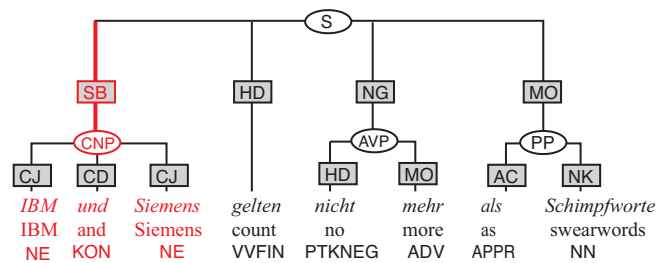 S
SB HD NG MO
CNP AVP PP
CJ CD CJ HD MO AC NK
IBM und Siemens gelten nicht mehr als Schimpfworte
IBM and Siemens count no more as swearwords
NE KON NE VVFIN PTKNEG ADV APPR NN